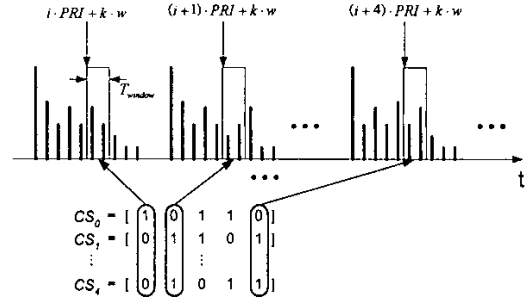 i · PRI + k · w
(i+1) · PRI + k · w
(i+4) · PRI + k · w
T_window
• • •
• • •
• • •
t
CS_0 = [ 1 0 1 1 0 ]
CS_1 = [ 0 1 1 0 1 ]
⋮ ⋮
CS_4 = [ 0 1 0 1 1 ]